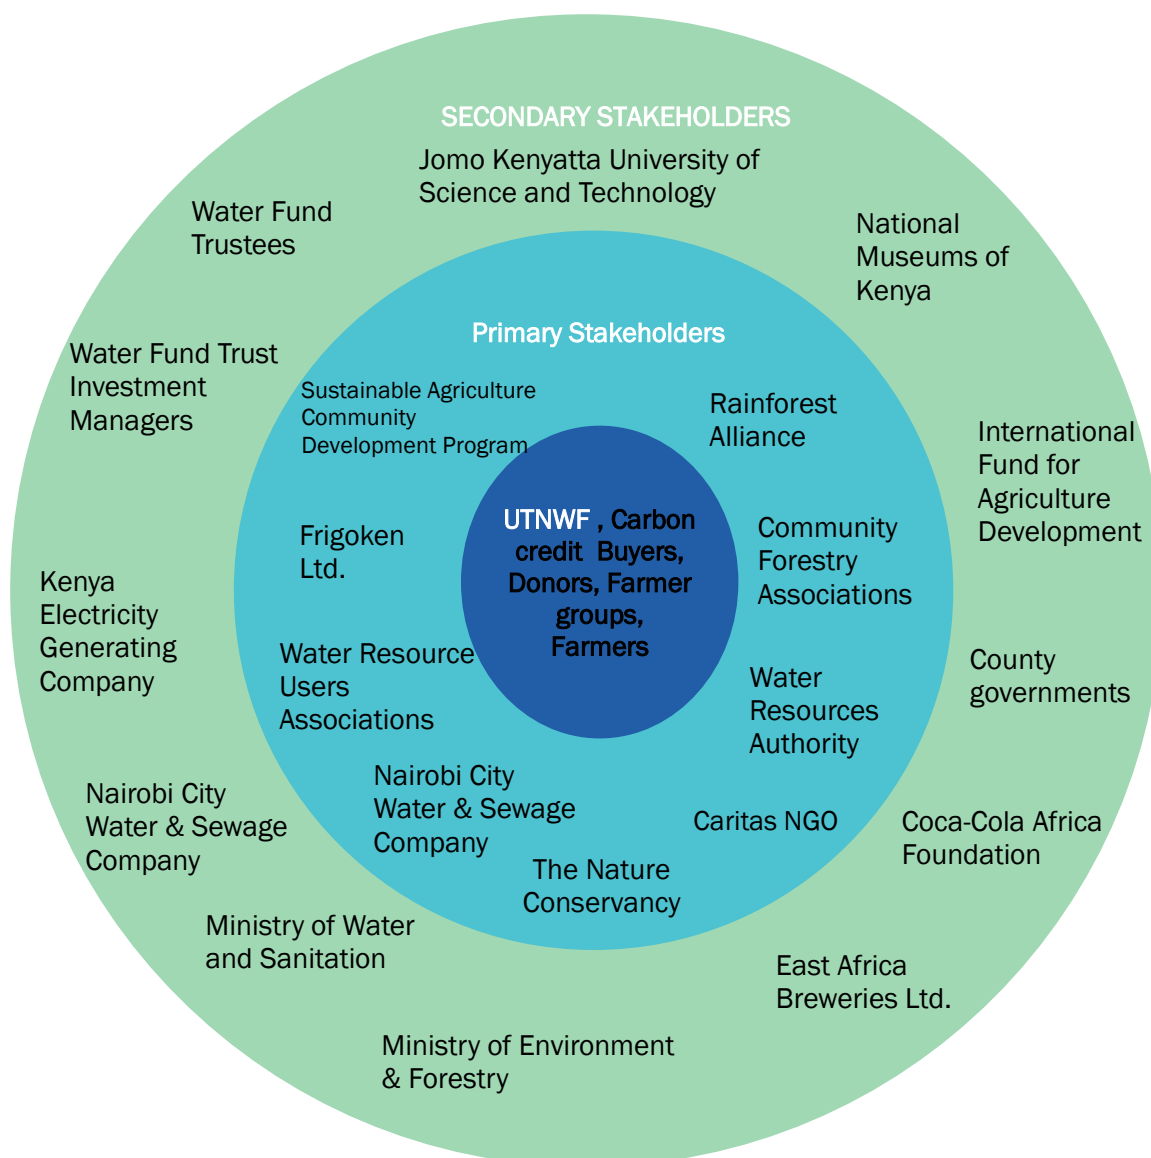 SECONDARY STAKEHOLDERS
Jomo Kenyatta University of
Science and Technology
Water Fund
Trustees
National
Museums of
Kenya
Water Fund Trust
Investment
Managers
International
Fund for
Agriculture
Development
Kenya
Electricity
Generating
Company
County
governments
Nairobi City
Water & Sewage
Company
Coca-Cola Africa
Foundation
Ministry of Water
and Sanitation
East Africa
Breweries Ltd.
Ministry of Environment
& Forestry
Primary Stakeholders
Sustainable Agriculture
Community
Development Program
Rainforest
Alliance
Frigoken
Ltd.
Community
Forestry
Associations
Water Resource
Users
Associations
Water
Resources
Authority
Nairobi City
Water & Sewage
Company
Caritas NGO
The Nature
Conservancy
UTNWF , Carbon
credit Buyers,
Donors, Farmer
groups,
Farmers